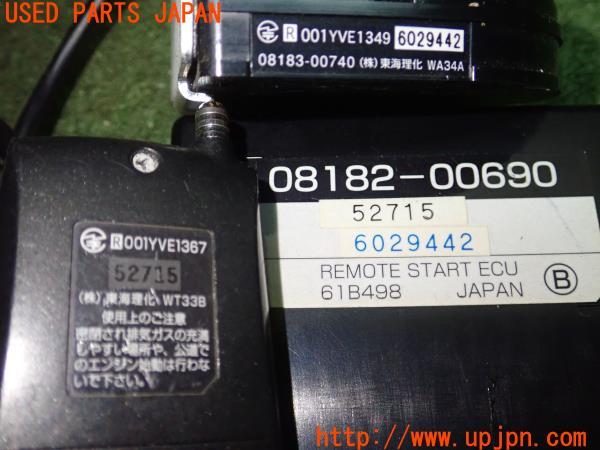 USED PARTS JAPAN
R 001YVE1349 6029442
08183-00740 (株)東海理化 WA34A
08182-00690
52715
6029442
REMOTE START ECU
61B498 JAPAN B
R 001YVE1367
52715
(株)東海理化 WT33B
使用上のご注意
密閉され排気ガスの充満
しやすい場所や、公道で
のエンジン始動は行わな
いで下さい。
http://www.upjpn.com/